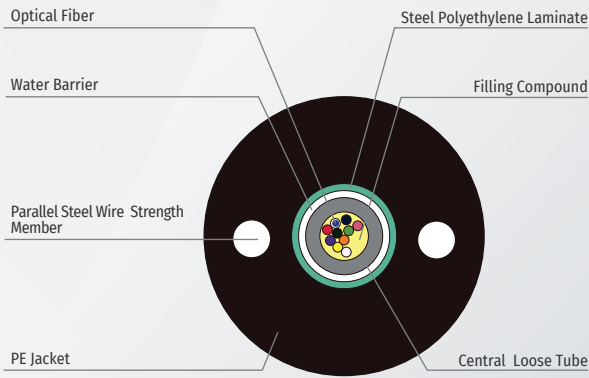 Optical Fiber
Steel Polyethylene Laminate
Water Barrier
Filling Compound
Parallel Steel Wire Strength
Member
PE Jacket
Central Loose Tube